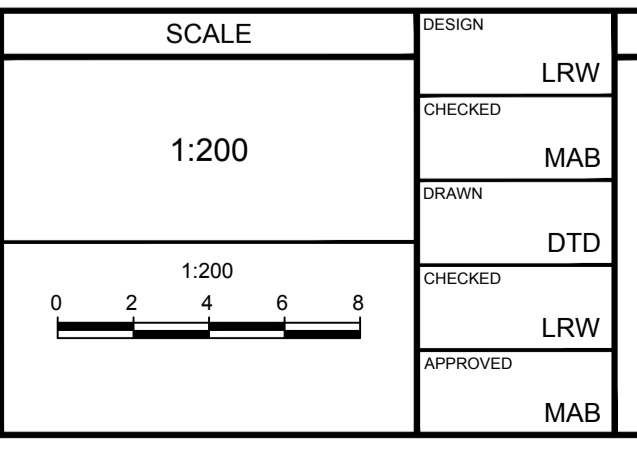 SCALE
1:200
1:200
0 2 4 6 8
DESIGN
LRW
CHECKED
MAB
DRAWN
DTD
CHECKED
LRW
APPROVED
MAB